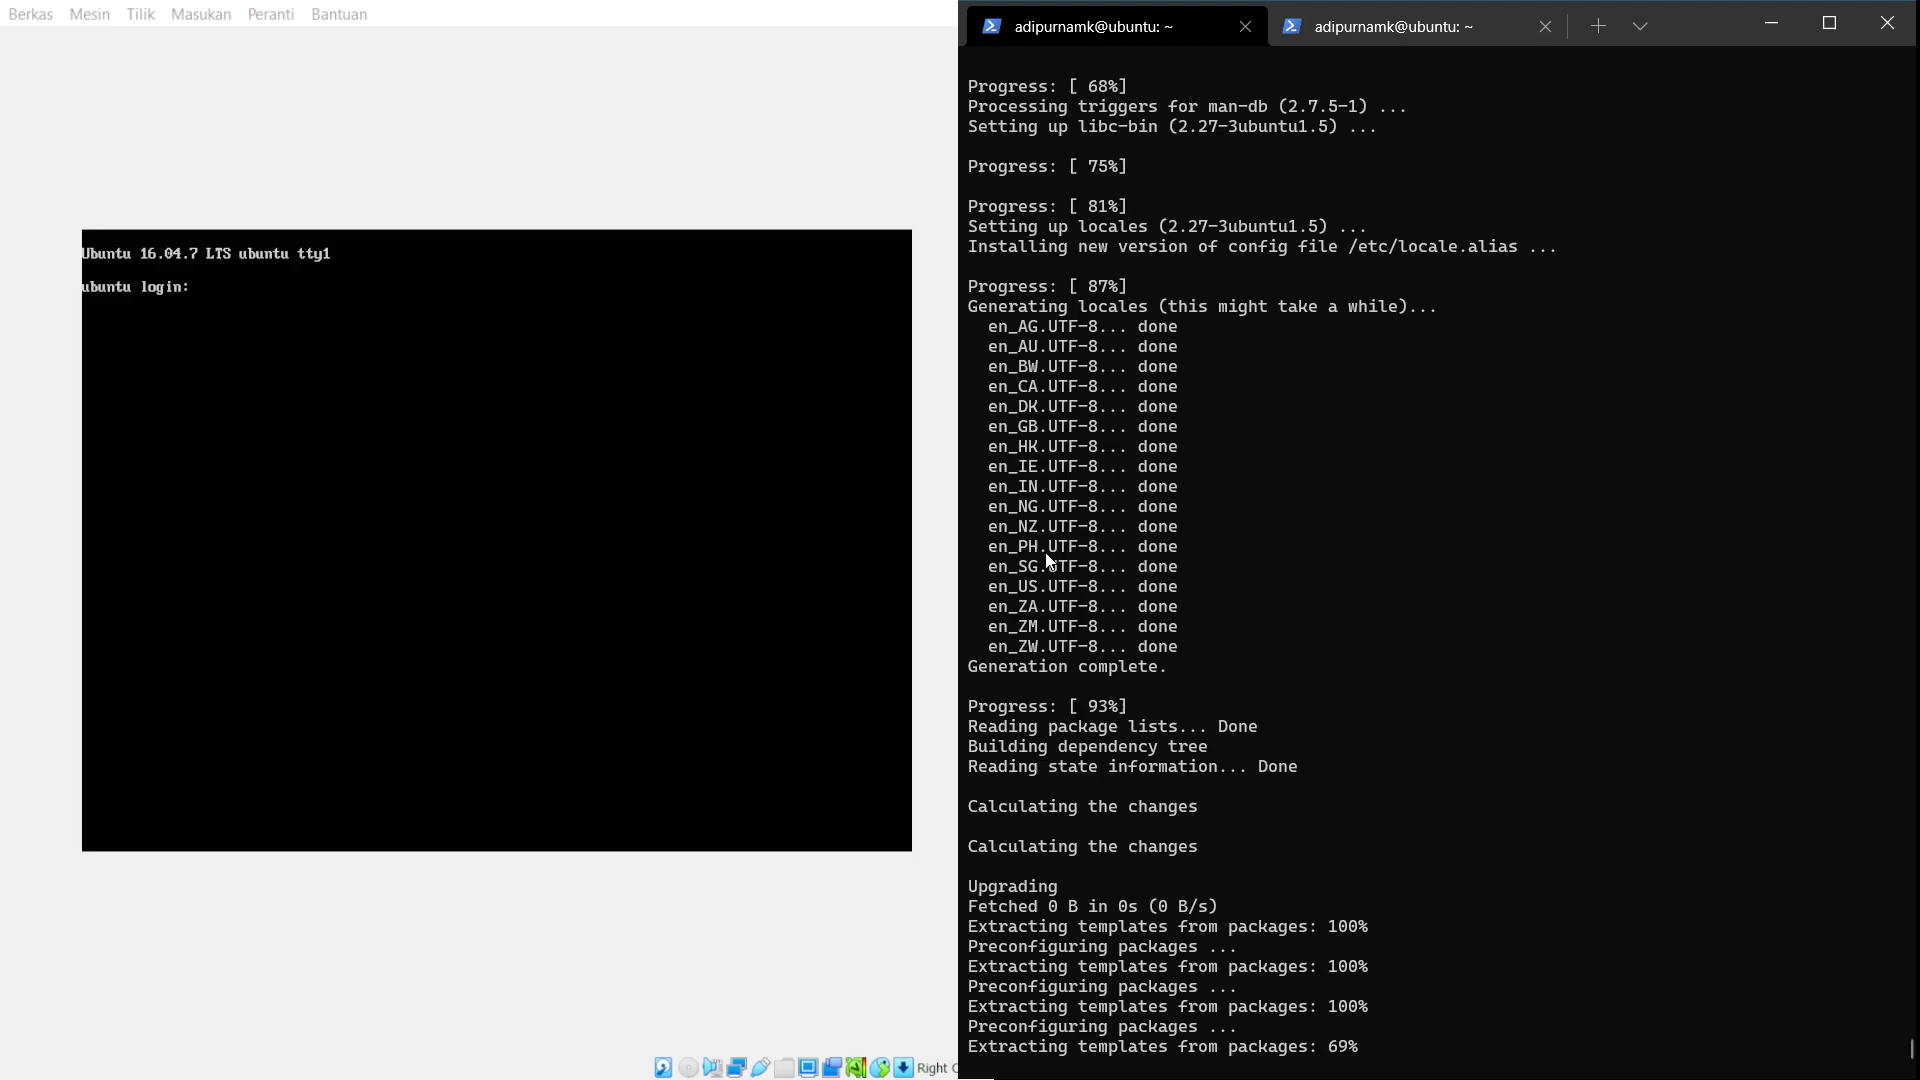 Berkas Mesin Tilik Masukan Peranti Bantuan
Ubuntu 16.04.7 LTS ubuntu tty1
ubuntu login:
Right C
adipurnamk@ubuntu: ~
adipurnamk@ubuntu: ~
Progress: [ 68%]
Processing triggers for man-db (2.7.5-1) ...
Setting up libc-bin (2.27-3ubuntu1.5) ...
Progress: [ 75%]
Progress: [ 81%]
Setting up locales (2.27-3ubuntu1.5) ...
Installing new version of config file /etc/locale.alias ...
Progress: [ 87%]
Generating locales (this might take a while)...
en_AG.UTF-8... done
en_AU.UTF-8... done
en_BW.UTF-8... done
en_CA.UTF-8... done
en_DK.UTF-8... done
en_GB.UTF-8... done
en_HK.UTF-8... done
en_IE.UTF-8... done
en_IN.UTF-8... done
en_NG.UTF-8... done
en_NZ.UTF-8... done
en_PH.UTF-8... done
en_SG.UTF-8... done
en_US.UTF-8... done
en_ZA.UTF-8... done
en_ZM.UTF-8... done
en_ZW.UTF-8... done
Generation complete.
Progress: [ 93%]
Reading package lists... Done
Building dependency tree
Reading state information... Done
Calculating the changes
Calculating the changes
Upgrading
Fetched 0 B in 0s (0 B/s)
Extracting templates from packages: 100%
Preconfiguring packages ...
Extracting templates from packages: 100%
Preconfiguring packages ...
Extracting templates from packages: 100%
Preconfiguring packages ...
Extracting templates from packages: 69%